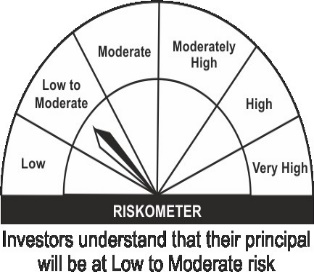 Moderate
Moderately
High
Low to
Moderate
High
Low
Very High
RISKOMETER
Investors understand that their principal
will be at Low to Moderate risk